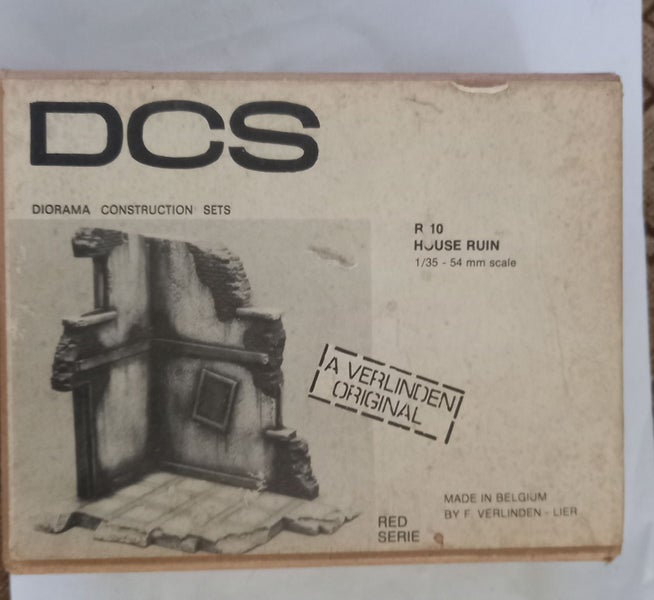 DCS
DIORAMA CONSTRUCTION SETS
R 10
HOUSE RUIN
1/35 - 54 mm scale
A VERLINDEN
ORIGINAL
RED
SERIE
MADE IN BELGIUM
BY F. VERLINDEN - LIER